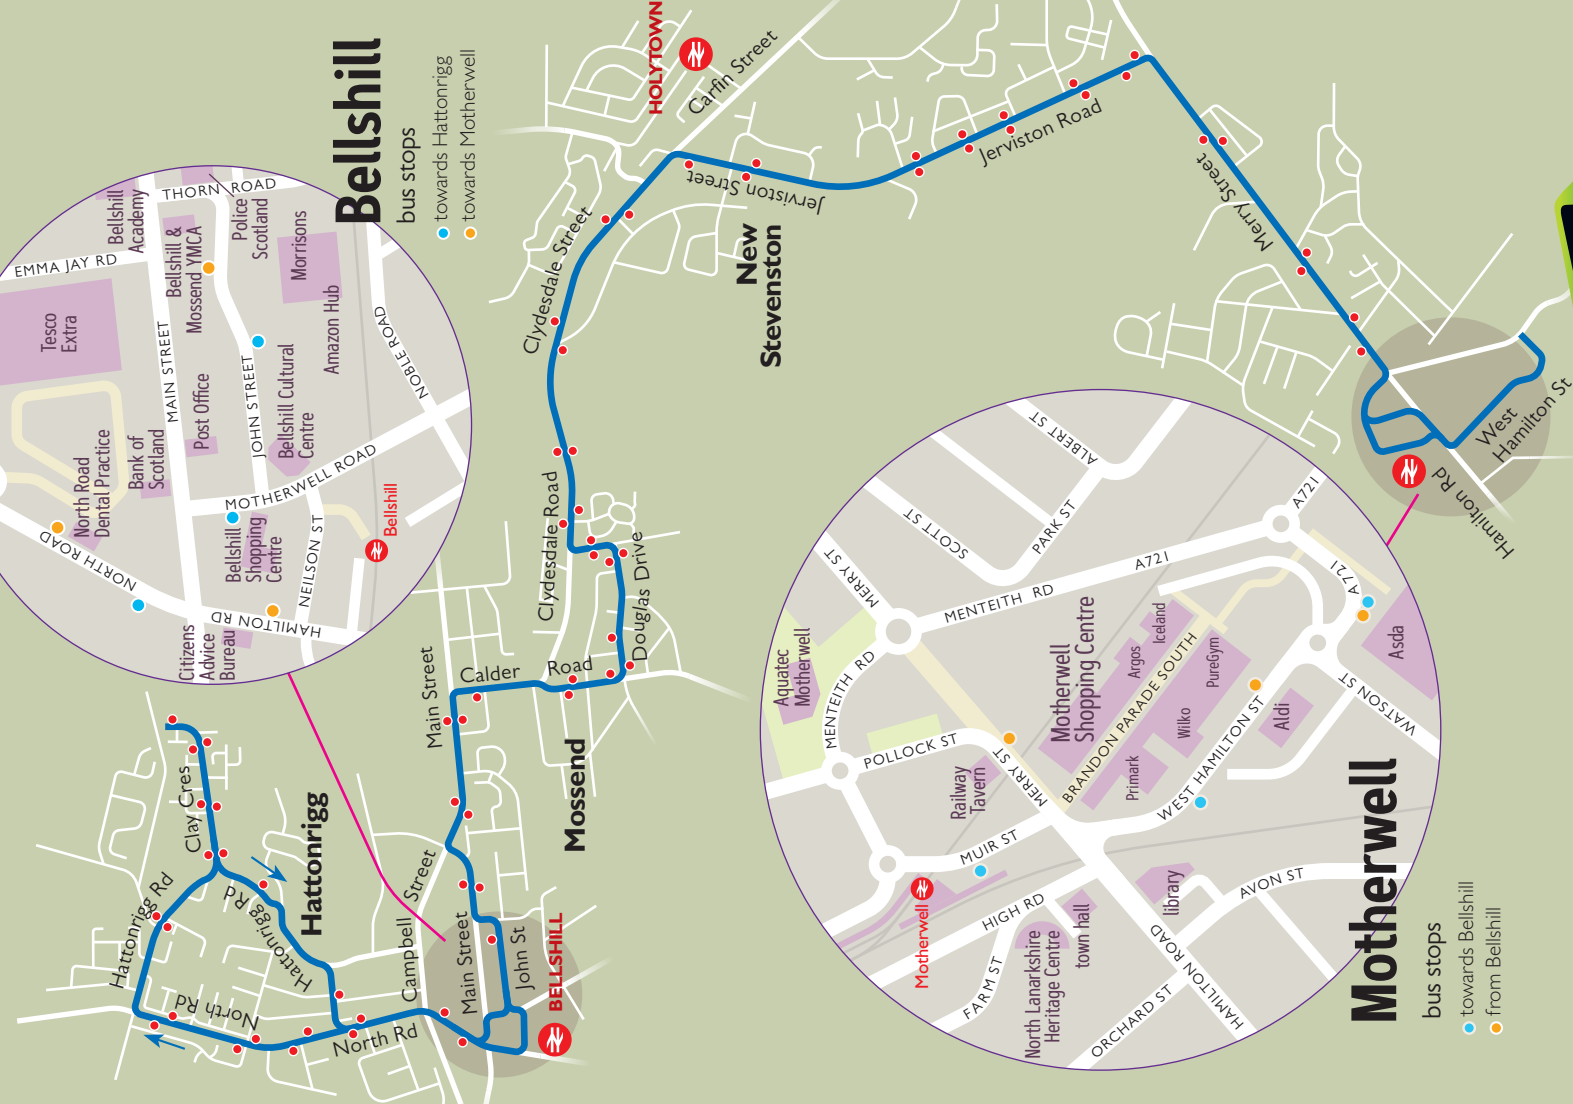 Bellshill
bus stops
towards Hattonrigg
towards Motherwell
EMMA JAY RD
THORN ROAD
Bellshill
Academy
Bellshill &
Mossend YMCA
Police
Scotland
Morrisons
Amazon Hub
Tesco
Extra
MAIN STREET
Post Office
JOHN STREET
Bellshill Cultural
Centre
NOBLE ROAD
North Road
Dental Practice
Bank of
Scotland
MOTHERWELL ROAD
NORTH ROAD
Bellshill
Shopping
Centre
NEILSON ST
Bellshill
Citizens
Advice
Bureau
HAMILTON RD
HOLYTOWN
Carfin Street
Jerviston Street
Jerviston Road
Clydesdale Street
New
Stevenston
Merry Street
West
Hamilton St
Hamilton Rd
Clydesdale Road
Douglas Drive
Calder Road
Main Street
Mossend
Clay Cres
Hattonrigg
Hattonrigg Rd
Hattonrigg Rd
North Rd
North Rd
Campbell Street
Main Street
John St
BELLSHILL
Motherwell
bus stops
towards Bellshill
from Bellshill
ALBERT ST
SCOTT ST
PARK ST
MERRY ST
A721
A721
A721
MENTEITH RD
MENTEITH RD
Aquatec
Motherwell
POLLOCK ST
Motherwell
Shopping Centre
Iceland
Argos
BRANDON PARADE SOUTH
PureGym
Wilko
Primark
Aldi
Asda
WATSON ST
WEST HAMILTON ST
Railway
Tavern
MERRY ST
MUIR ST
Motherwell
HIGH RD
library
AVON ST
town hall
North Lanarkshire
Heritage Centre
FARM ST
HAMILTON ROAD
HAMILTON
ORCHARD ST